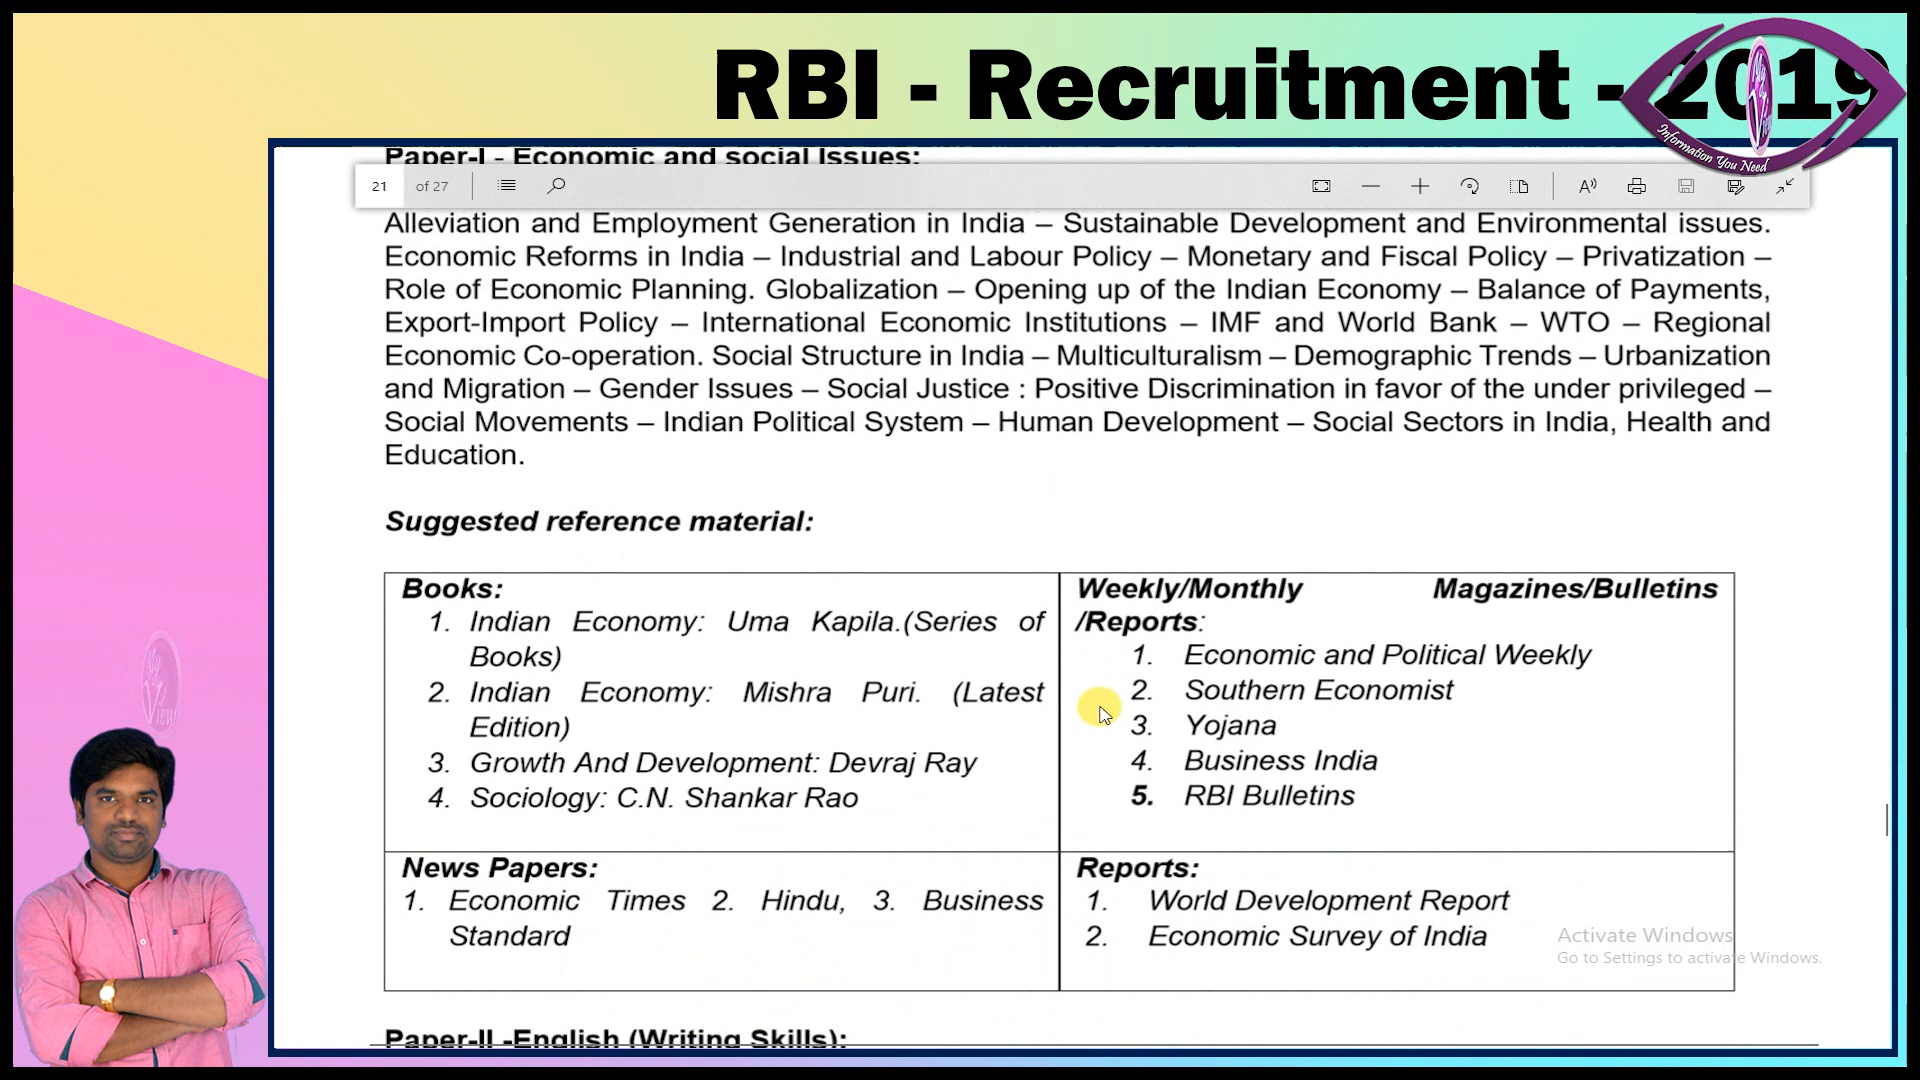 RBI - Recruitment - 2019
Information You Need
Paper-I - Economic and social Issues:
21 of 27
Alleviation and Employment Generation in India – Sustainable Development and Environmental issues.
Economic Reforms in India – Industrial and Labour Policy – Monetary and Fiscal Policy – Privatization –
Role of Economic Planning. Globalization – Opening up of the Indian Economy – Balance of Payments,
Export-Import Policy – International Economic Institutions – IMF and World Bank – WTO – Regional
Economic Co-operation. Social Structure in India – Multiculturalism – Demographic Trends – Urbanization
and Migration – Gender Issues – Social Justice : Positive Discrimination in favor of the under privileged –
Social Movements – Indian Political System – Human Development – Social Sectors in India, Health and
Education.
Suggested reference material:
Books:
1. Indian Economy: Uma Kapila.(Series of
Books)
2. Indian Economy: Mishra Puri. (Latest
Edition)
3. Growth And Development: Devraj Ray
4. Sociology: C.N. Shankar Rao
Weekly/Monthly Magazines/Bulletins
/Reports:
1. Economic and Political Weekly
2. Southern Economist
3. Yojana
4. Business India
5. RBI Bulletins
News Papers:
1. Economic Times 2. Hindu, 3. Business
Standard
Reports:
1. World Development Report
2. Economic Survey of India
Activate Windows
Go to Settings to activate Windows.
Paper-II -English (Writing Skills):
My
View